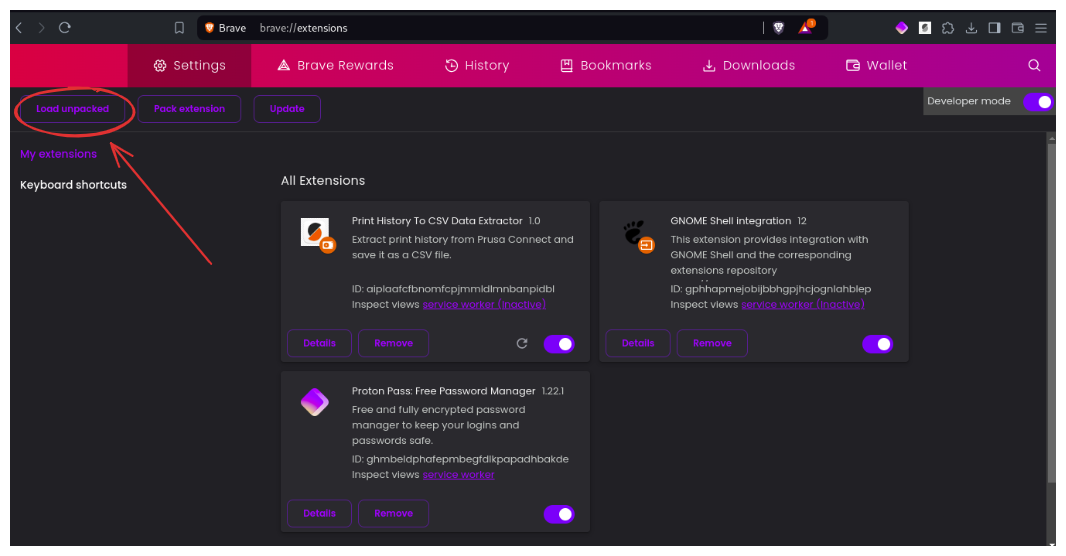 Brave brave://extensions
Settings Brave Rewards History Bookmarks Downloads Wallet
Load unpacked Pack extension Update Developer mode
My extensions
Keyboard shortcuts
All Extensions
Print History To CSV Data Extractor 1.0
Extract print history from Prusa Connect and
save it as a CSV file.
ID: aiplaafcfbnomfcpjmmldlmnbanpidbl
Inspect views service worker (Inactive)
Details Remove
GNOME Shell integration 12
This extension provides integration with
GNOME Shell and the corresponding
extensions repository
ID: gphhapmejobijbbhgpjhcjognlahblep
Inspect views service worker (Inactive)
Details Remove
Proton Pass: Free Password Manager 1.22.1
Free and fully encrypted password
manager to keep your logins and
passwords safe.
ID: ghmbeldphafepmbegfdlkpapadhbakde
Inspect views service worker
Details Remove